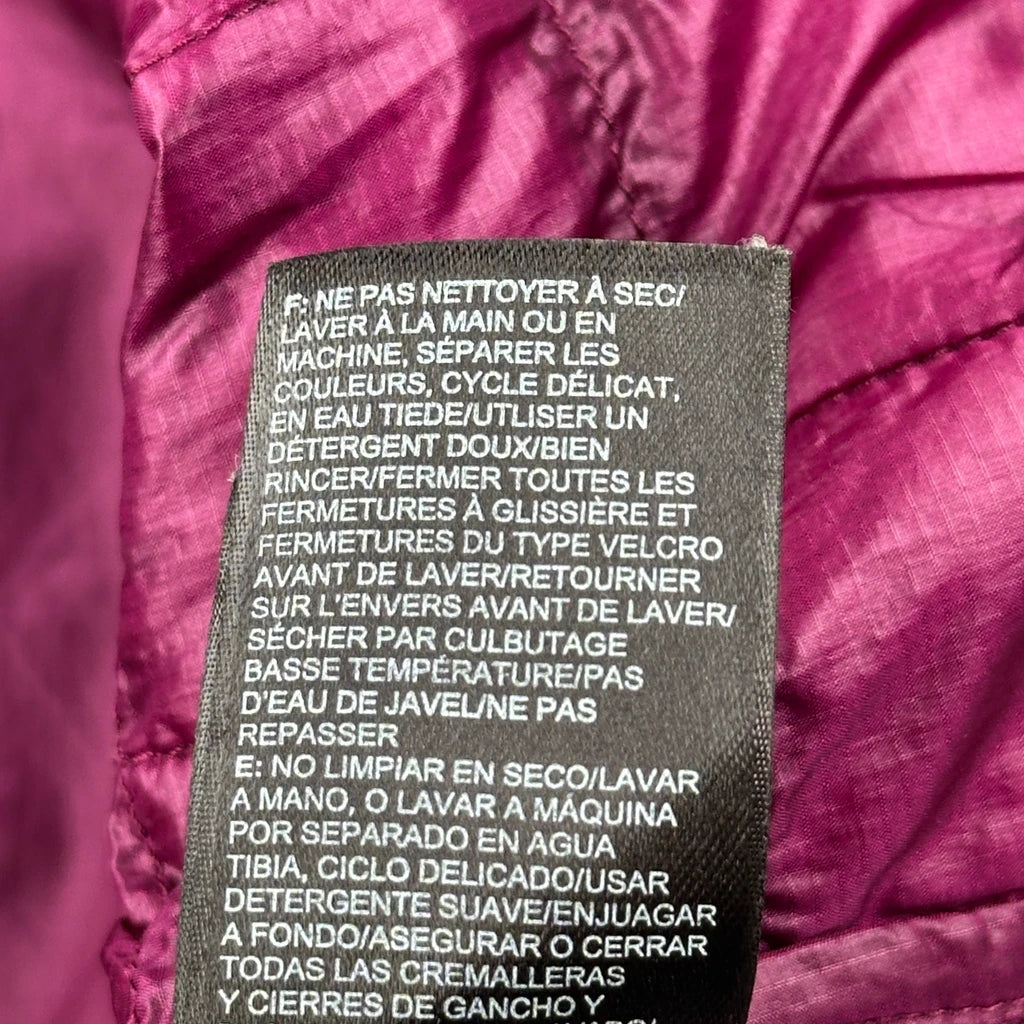 F: NE PAS NETTOYER À SEC/
LAVER À LA MAIN OU EN
MACHINE, SÉPARER LES
COULEURS, CYCLE DÉLICAT,
EN EAU TIEDE/UTLISER UN
DÉTERGENT DOUX/BIEN
RINCER/FERMER TOUTES LES
FERMETURES À GLISSIÈRE ET
FERMETURES DU TYPE VELCRO
AVANT DE LAVER/RETOURNER
SUR L'ENVERS AVANT DE LAVER/
SÉCHER PAR CULBUTAGE
BASSE TEMPÉRATURE/PAS
D'EAU DE JAVEL/NE PAS
REPASSER
E: NO LIMPIAR EN SECO/LAVAR
A MANO, O LAVAR A MÁQUINA
POR SEPARADO EN AGUA
TIBIA, CICLO DELICADO/USAR
DETERGENTE SUAVE/ENJUAGAR
A FONDO/ASEGURAR O CERRAR
TODAS LAS CREMALLERAS
Y CIERRES DE GANCHO Y